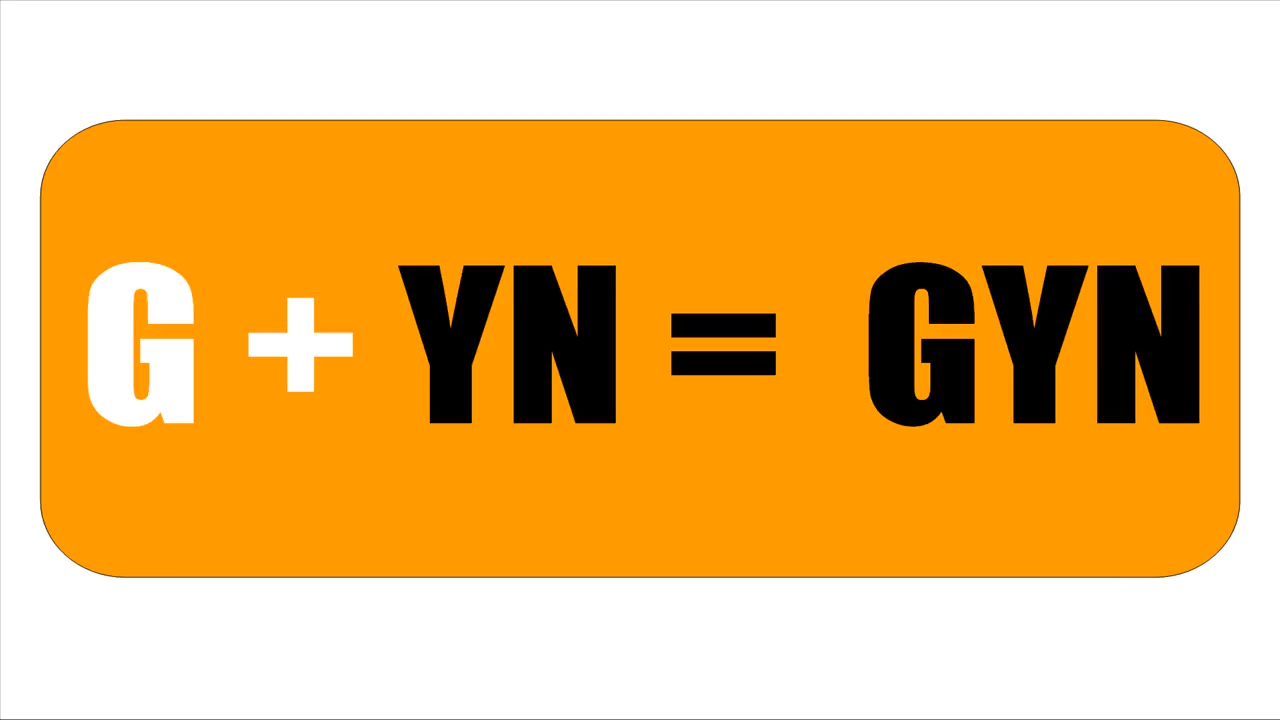 G + YN = GYN